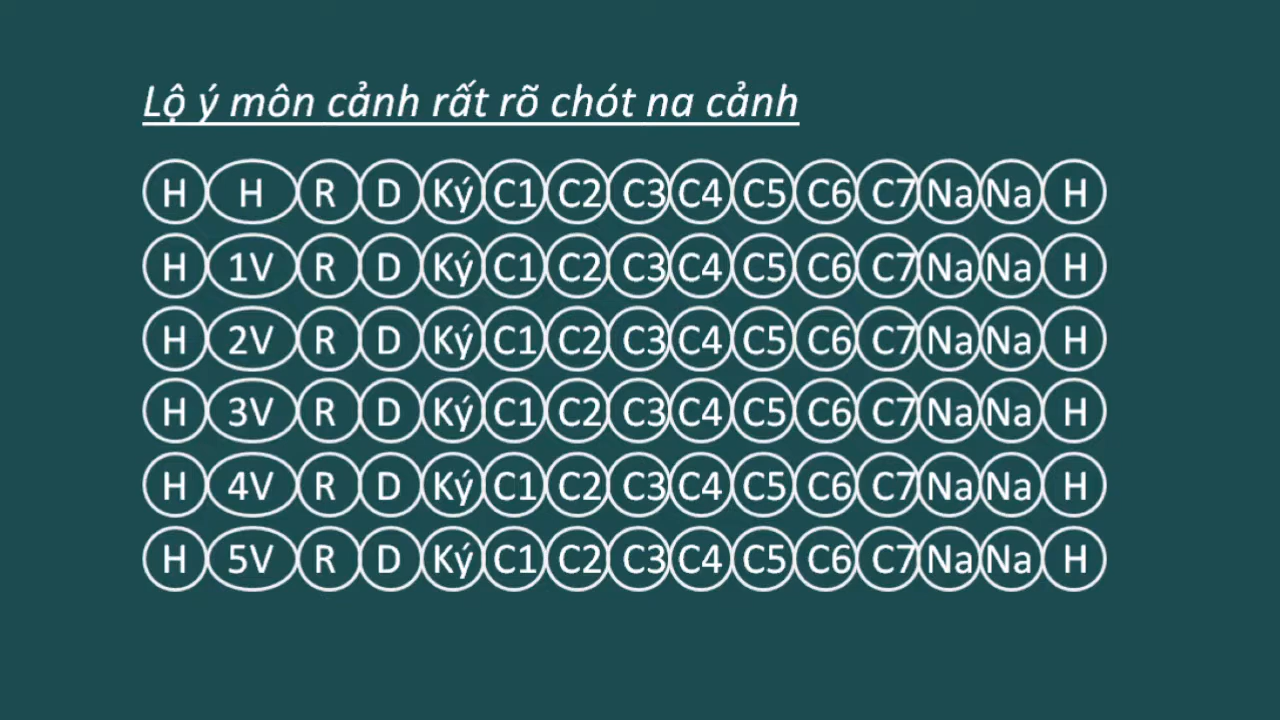 Lộ ý môn cảnh rất rõ chót na cảnh
H H R D Ký C1 C2 C3 C4 C5 C6 C7 Na Na H
H 1V R D Ký C1 C2 C3 C4 C5 C6 C7 Na Na H
H 2V R D Ký C1 C2 C3 C4 C5 C6 C7 Na Na H
H 3V R D Ký C1 C2 C3 C4 C5 C6 C7 Na Na H
H 4V R D Ký C1 C2 C3 C4 C5 C6 C7 Na Na H
H 5V R D Ký C1 C2 C3 C4 C5 C6 C7 Na Na H